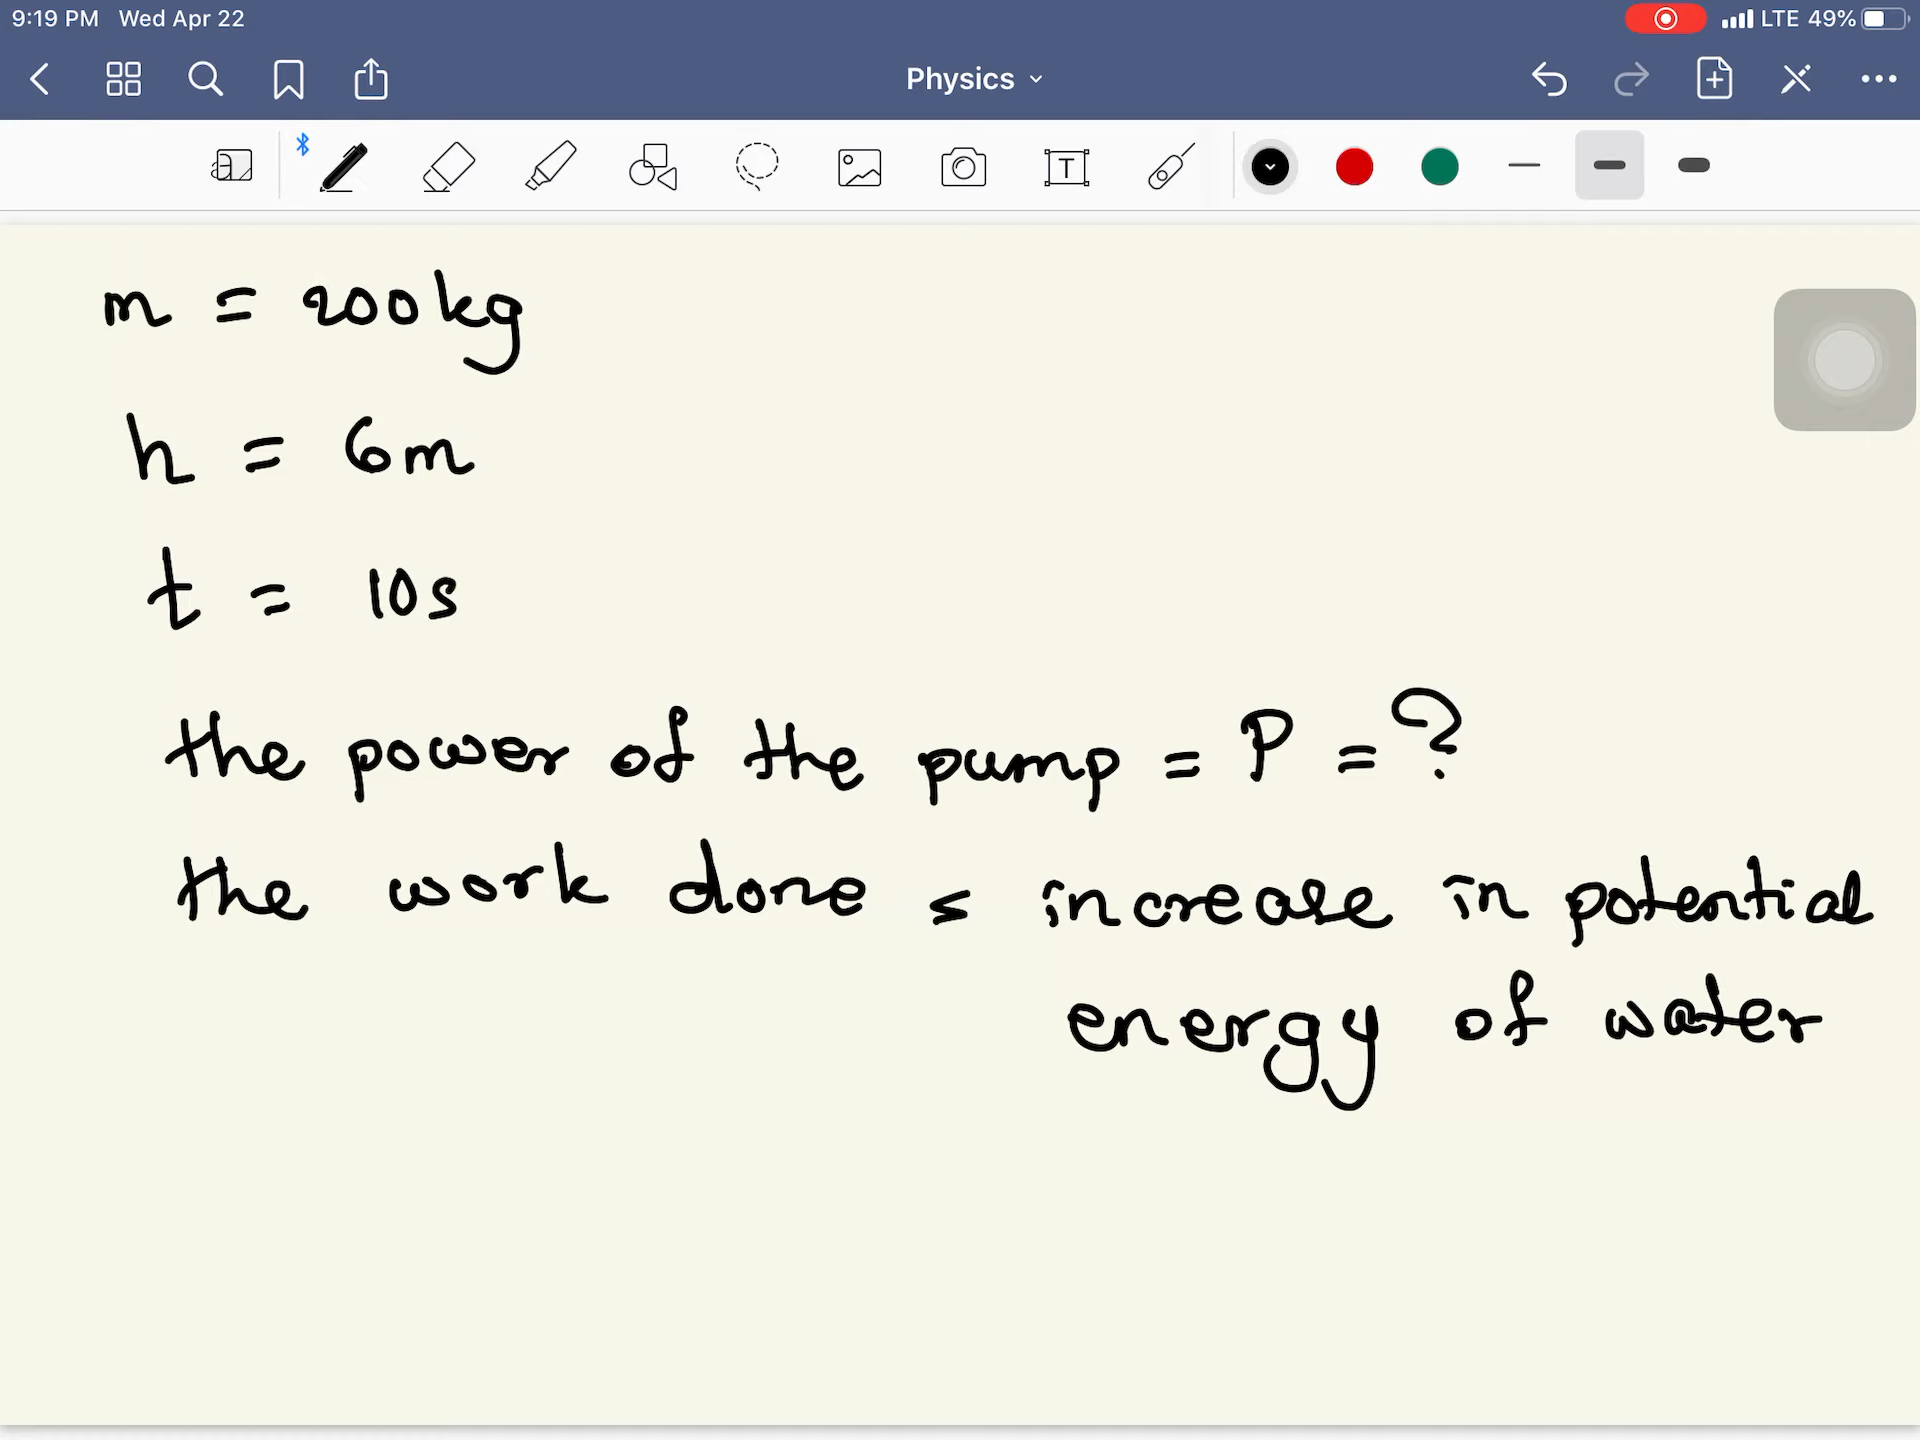 9:19 PM Wed Apr 22 LTE 49%
Physics
T
m = 200kg
h = 6m
t = 10s
the power of the pump = P = ?
the work done = increase in potential
energy of water